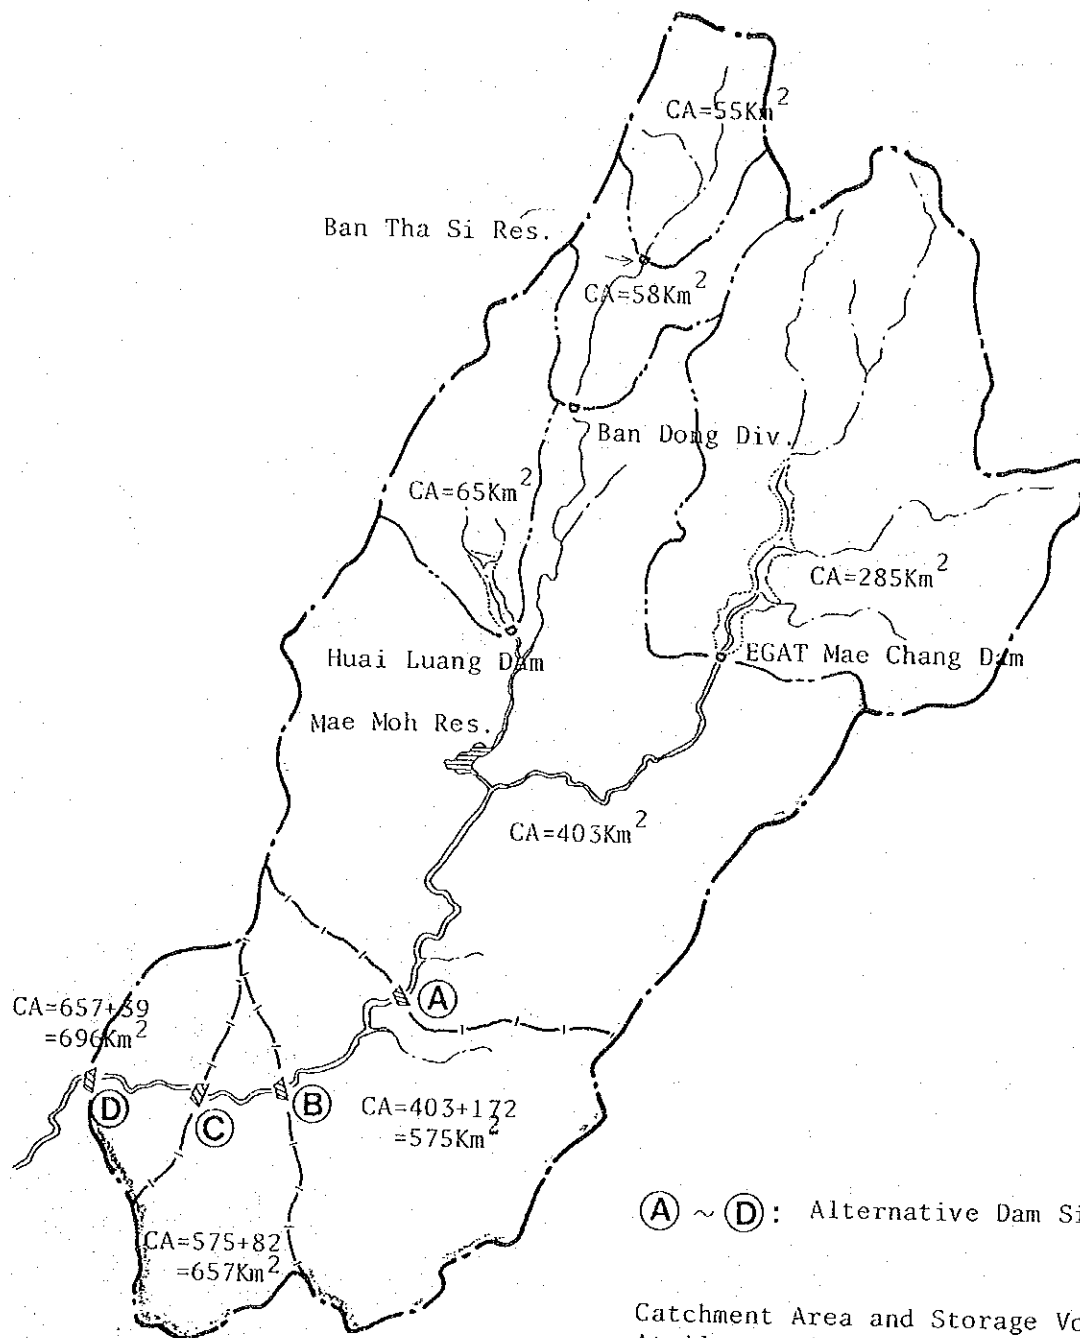 CA=55Km²
Ban Tha Si Res.
CA=58Km²
Ban Dong Div.
CA=65Km²
CA=285Km²
Huai Luang Dam
EGAT Mae Chang Dam
Mae Moh Res.
CA=403Km²
A
CA=657+39
=696Km²
D
C
B
CA=403+172
=575Km²
A ~ D : Alternative Dam Si
CA=575+82
=657Km²
Catchment Area and Storage Vo